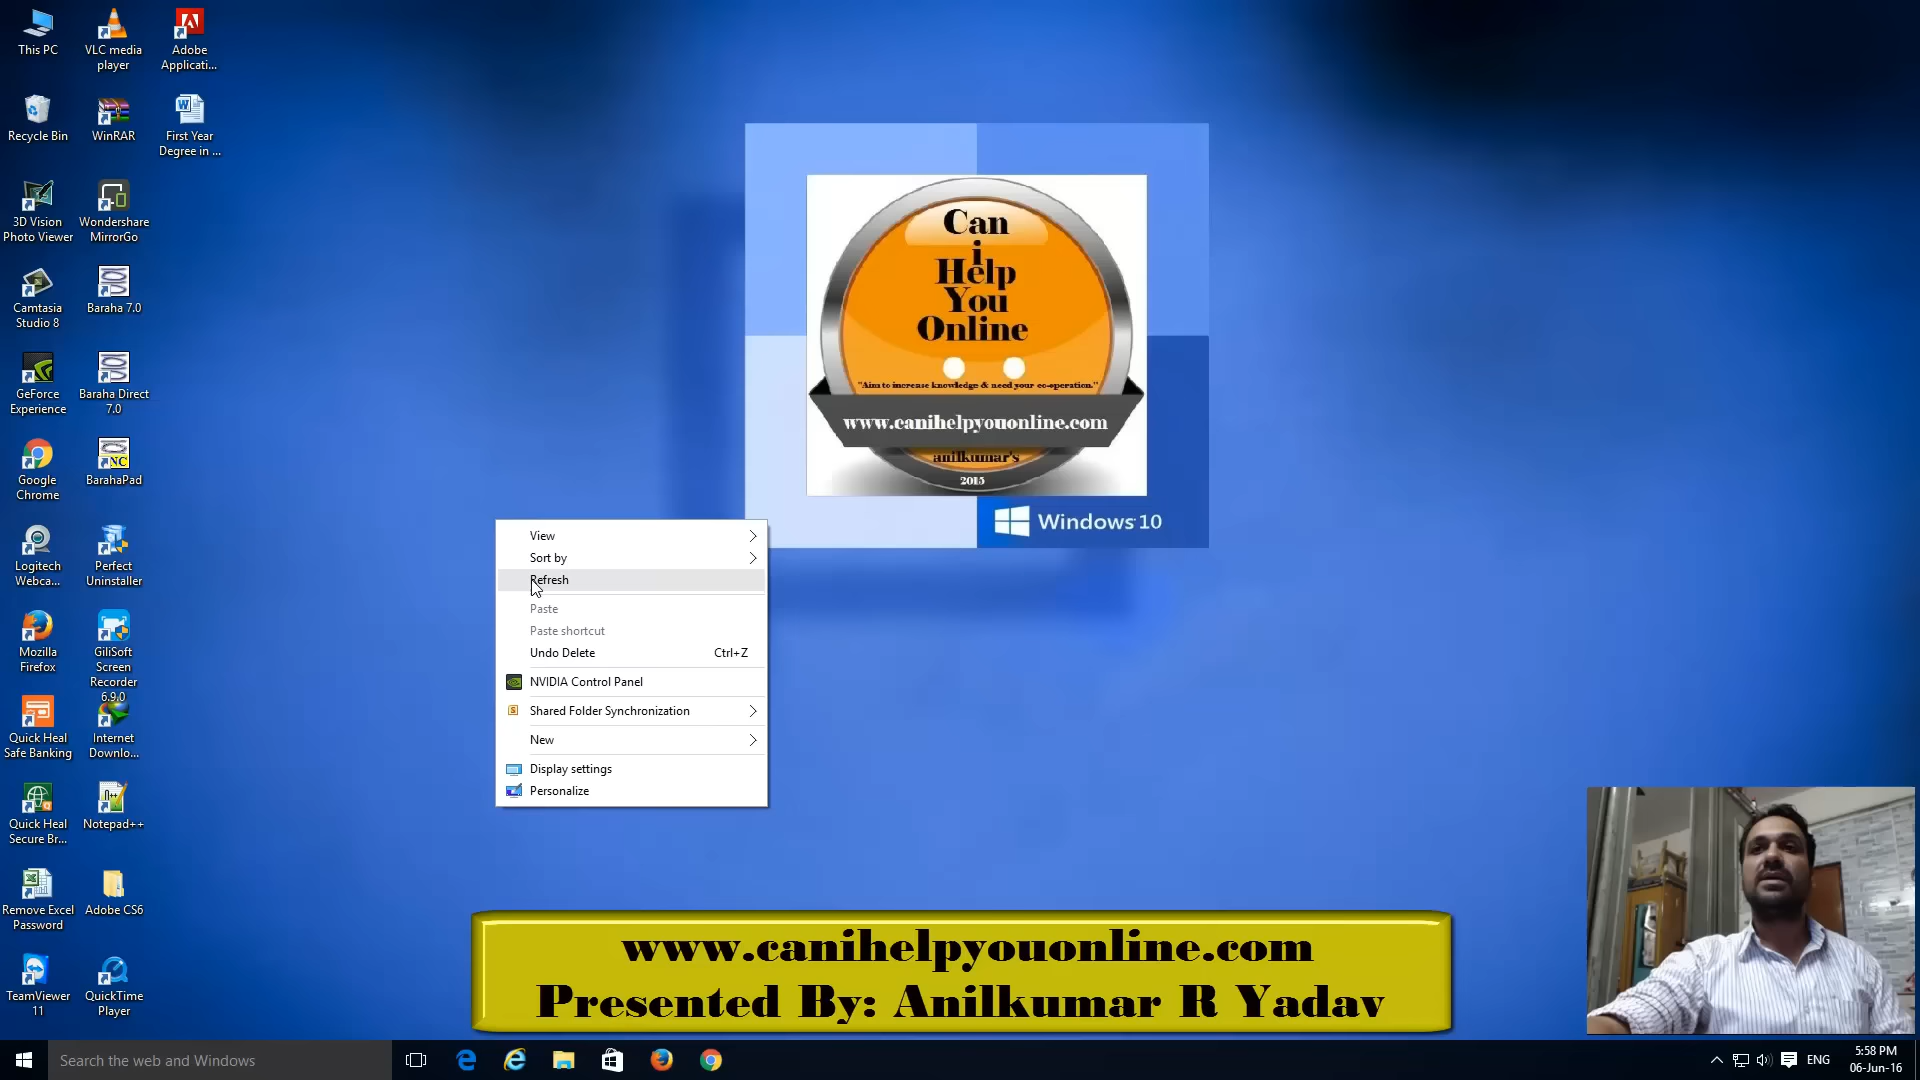 This PC
VLC media
player
Adobe
Applicati...
Recycle Bin
WinRAR
First Year
Degree in ...
3D Vision
Photo Viewer
Wondershare
MirrorGo
Camtasia
Studio 8
Baraha 7.0
GeForce
Experience
Baraha Direct
7.0
Google
Chrome
BarahaPad
Logitech
Webca...
Perfect
Uninstaller
Mozilla
Firefox
GiliSoft
Screen
Recorder
6.9.0
Quick Heal
Safe Banking
Internet
Downlo...
Quick Heal
Secure Br...
Notepad++
Remove Excel
Password
Adobe CS6
TeamViewer
11
QuickTime
Player
Can
i
Help
You
Online
"Aim to increase knowledge & need your co-operation."
www.canihelpyouonline.com
anilkumar's
2015
Windows 10
View
Sort by
Refresh
Paste
Paste shortcut
Undo Delete Ctrl+Z
NVIDIA Control Panel
Shared Folder Synchronization
New
Display settings
Personalize
www.canihelpyouonline.com
Presented By: Anilkumar R Yadav
Search the web and Windows
ENG
5:58 PM
06-Jun-16